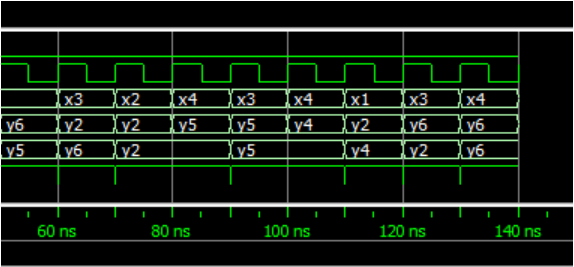 x3 x2 x4 x3 x4 x1 x3 x4
y6 y2 y2 y5 y5 y4 y2 y6 y6
y5 y6 y2 y5 y4 y2 y6
60 ns 80 ns 100 ns 120 ns 140 ns